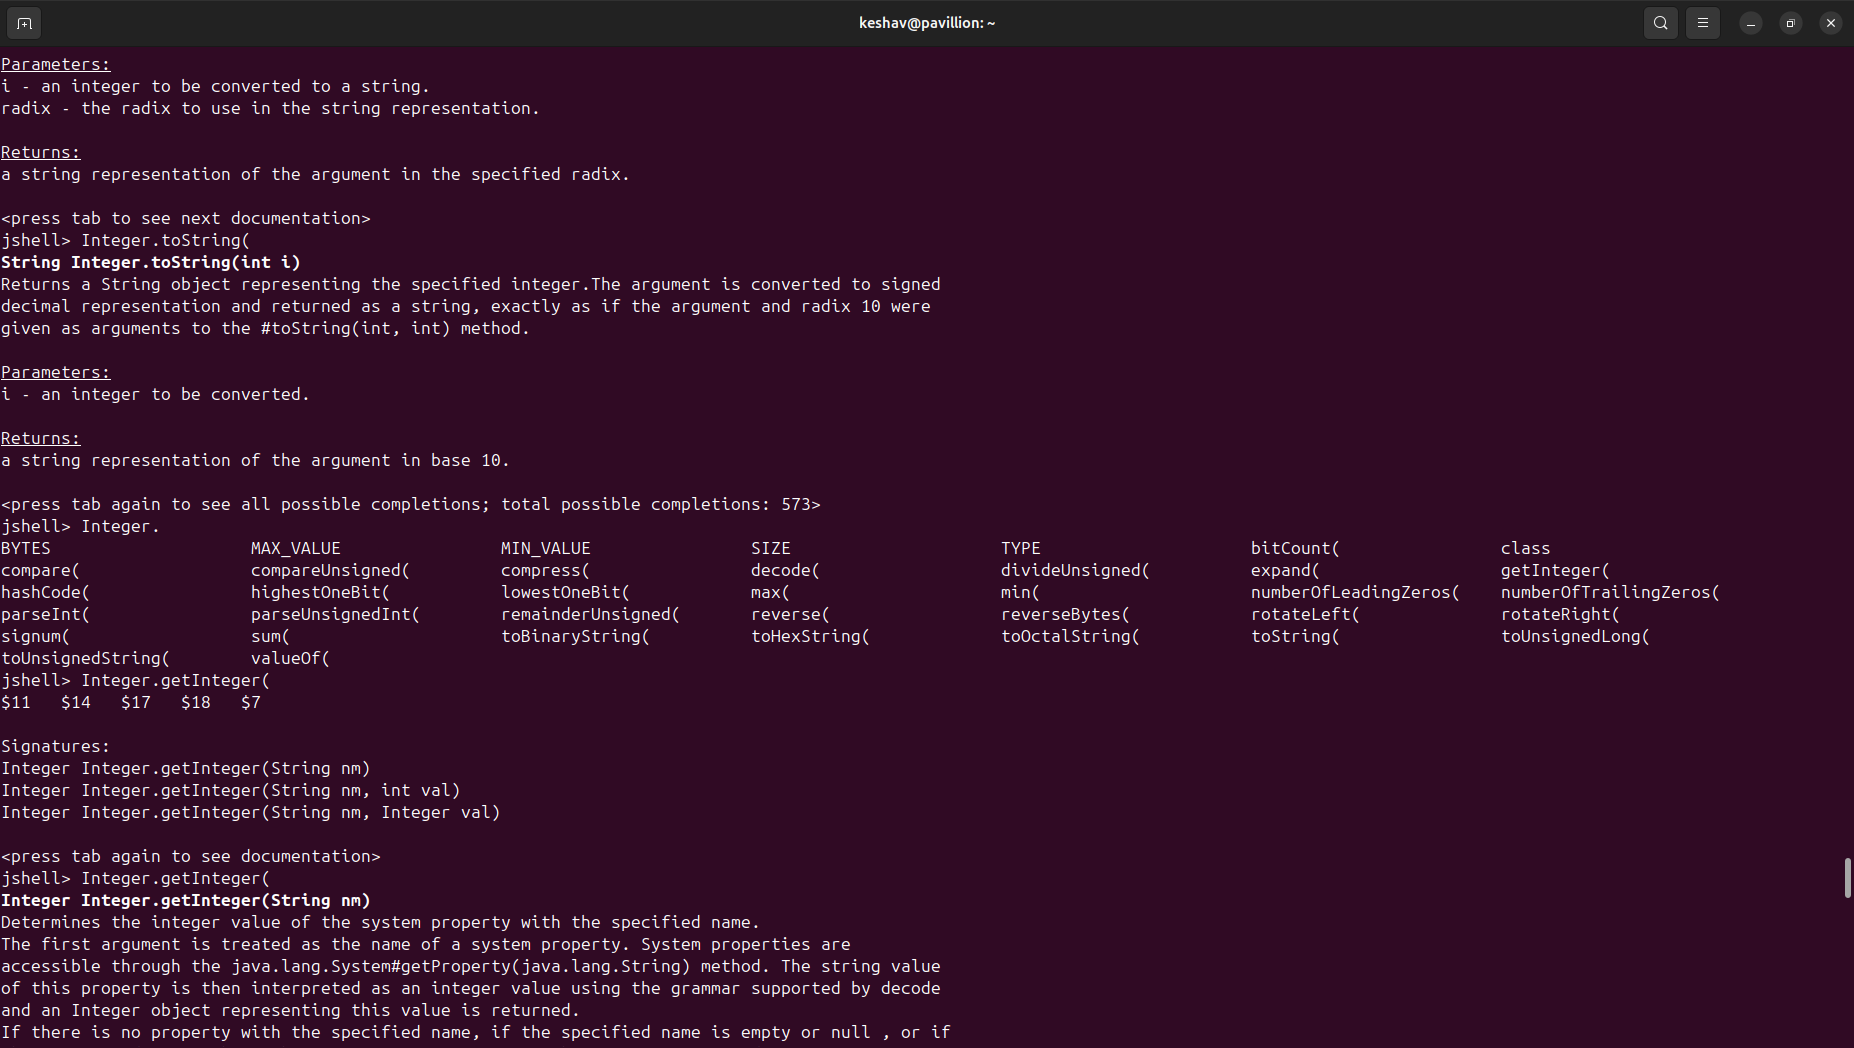 keshav@pavillion: ~
Parameters:
i - an integer to be converted to a string.
radix - the radix to use in the string representation.
Returns:
a string representation of the argument in the specified radix.
<press tab to see next documentation>
jshell> Integer.toString(
String Integer.toString(int i)
Returns a String object representing the specified integer.The argument is converted to signed
decimal representation and returned as a string, exactly as if the argument and radix 10 were
given as arguments to the #toString(int, int) method.
Parameters:
i - an integer to be converted.
Returns:
a string representation of the argument in base 10.
<press tab again to see all possible completions; total possible completions: 573>
jshell> Integer.
BYTES MAX_VALUE MIN_VALUE SIZE TYPE bitCount( class
compare( compareUnsigned( compress( decode( divideUnsigned( expand( getInteger(
hashCode( highestOneBit( lowestOneBit( max( min( numberOfLeadingZeros( numberOfTrailingZeros(
parseInt( parseUnsignedInt( remainderUnsigned( reverse( reverseBytes( rotateLeft( rotateRight(
signum( sum( toBinaryString( toHexString( toOctalString( toString( toUnsignedLong(
toUnsignedString( valueOf(
jshell> Integer.getInteger(
$11 $14 $17 $18 $7
Signatures:
Integer Integer.getInteger(String nm)
Integer Integer.getInteger(String nm, int val)
Integer Integer.getInteger(String nm, Integer val)
<press tab again to see documentation>
jshell> Integer.getInteger(
Integer Integer.getInteger(String nm)
Determines the integer value of the system property with the specified name.
The first argument is treated as the name of a system property. System properties are
accessible through the java.lang.System#getProperty(java.lang.String) method. The string value
of this property is then interpreted as an integer value using the grammar supported by decode
and an Integer object representing this value is returned.
If there is no property with the specified name, if the specified name is empty or null , or if